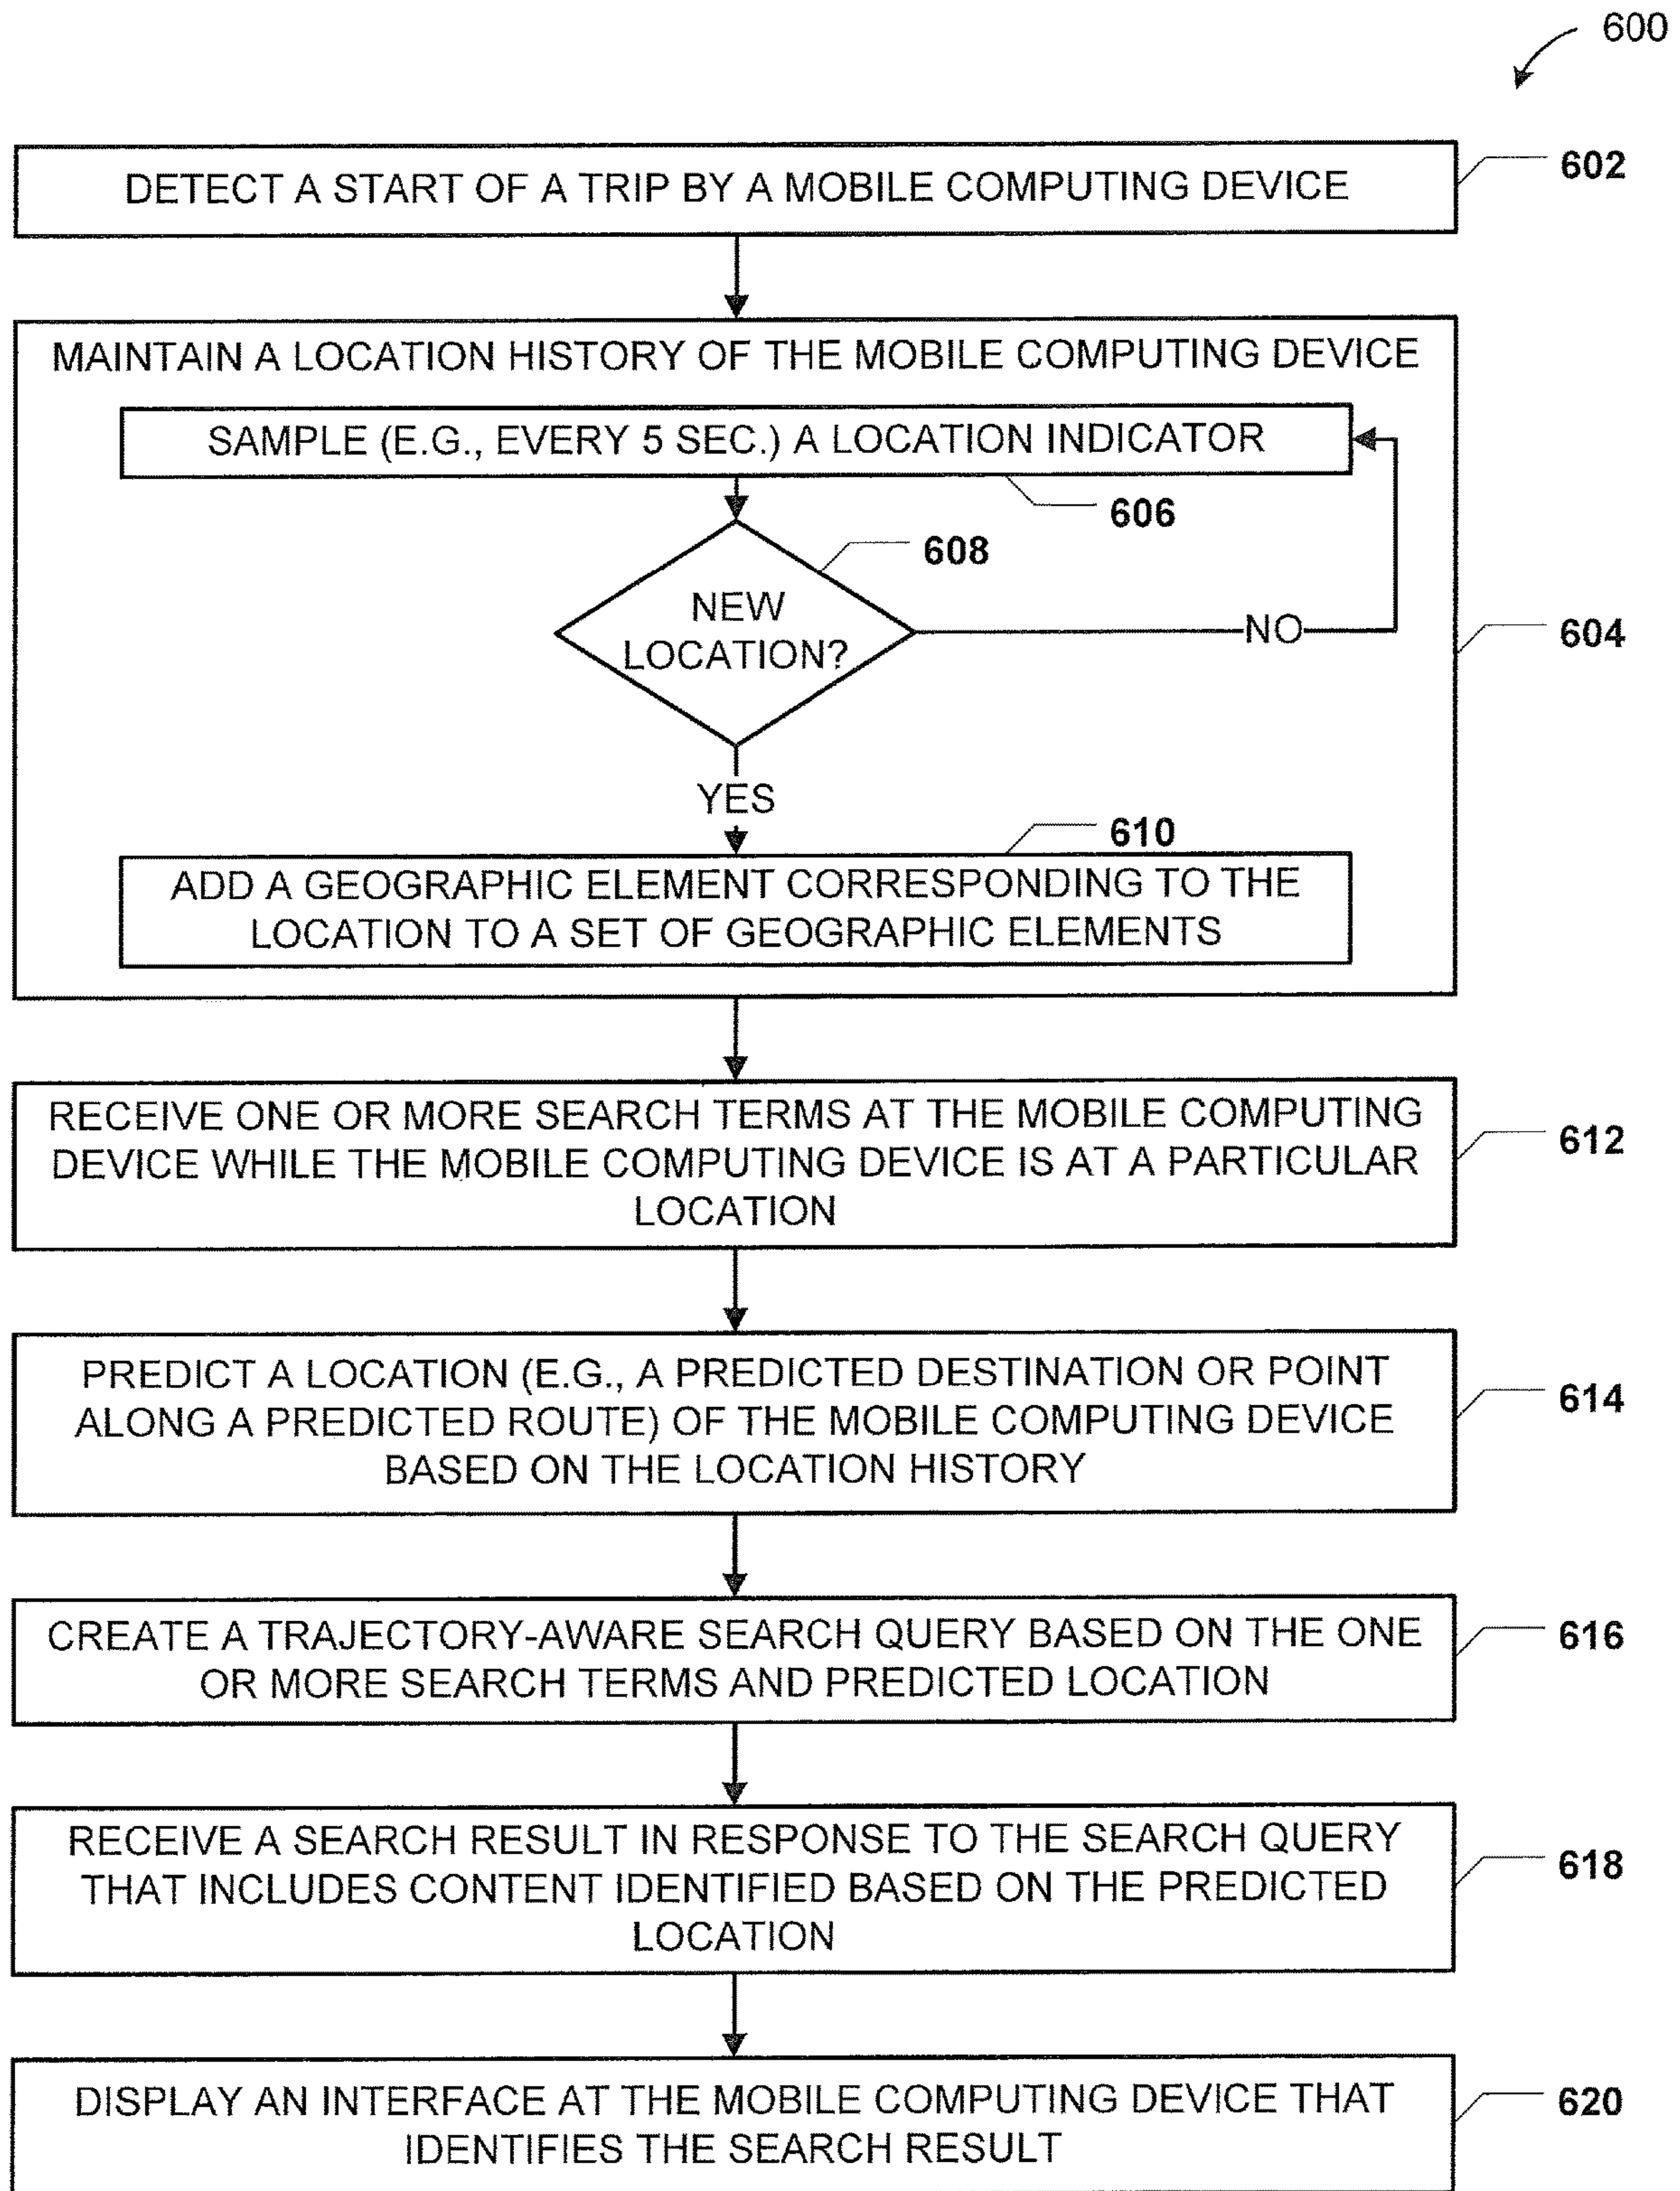 600
DETECT A START OF A TRIP BY A MOBILE COMPUTING DEVICE
602
MAINTAIN A LOCATION HISTORY OF THE MOBILE COMPUTING DEVICE
SAMPLE (E.G., EVERY 5 SEC.) A LOCATION INDICATOR
606
608
NEW
LOCATION?
NO
604
YES
610
ADD A GEOGRAPHIC ELEMENT CORRESPONDING TO THE
LOCATION TO A SET OF GEOGRAPHIC ELEMENTS
RECEIVE ONE OR MORE SEARCH TERMS AT THE MOBILE COMPUTING
DEVICE WHILE THE MOBILE COMPUTING DEVICE IS AT A PARTICULAR
LOCATION
612
PREDICT A LOCATION (E.G., A PREDICTED DESTINATION OR POINT
ALONG A PREDICTED ROUTE) OF THE MOBILE COMPUTING DEVICE
BASED ON THE LOCATION HISTORY
614
CREATE A TRAJECTORY-AWARE SEARCH QUERY BASED ON THE ONE
OR MORE SEARCH TERMS AND PREDICTED LOCATION
616
RECEIVE A SEARCH RESULT IN RESPONSE TO THE SEARCH QUERY
THAT INCLUDES CONTENT IDENTIFIED BASED ON THE PREDICTED
LOCATION
618
DISPLAY AN INTERFACE AT THE MOBILE COMPUTING DEVICE THAT
IDENTIFIES THE SEARCH RESULT
620